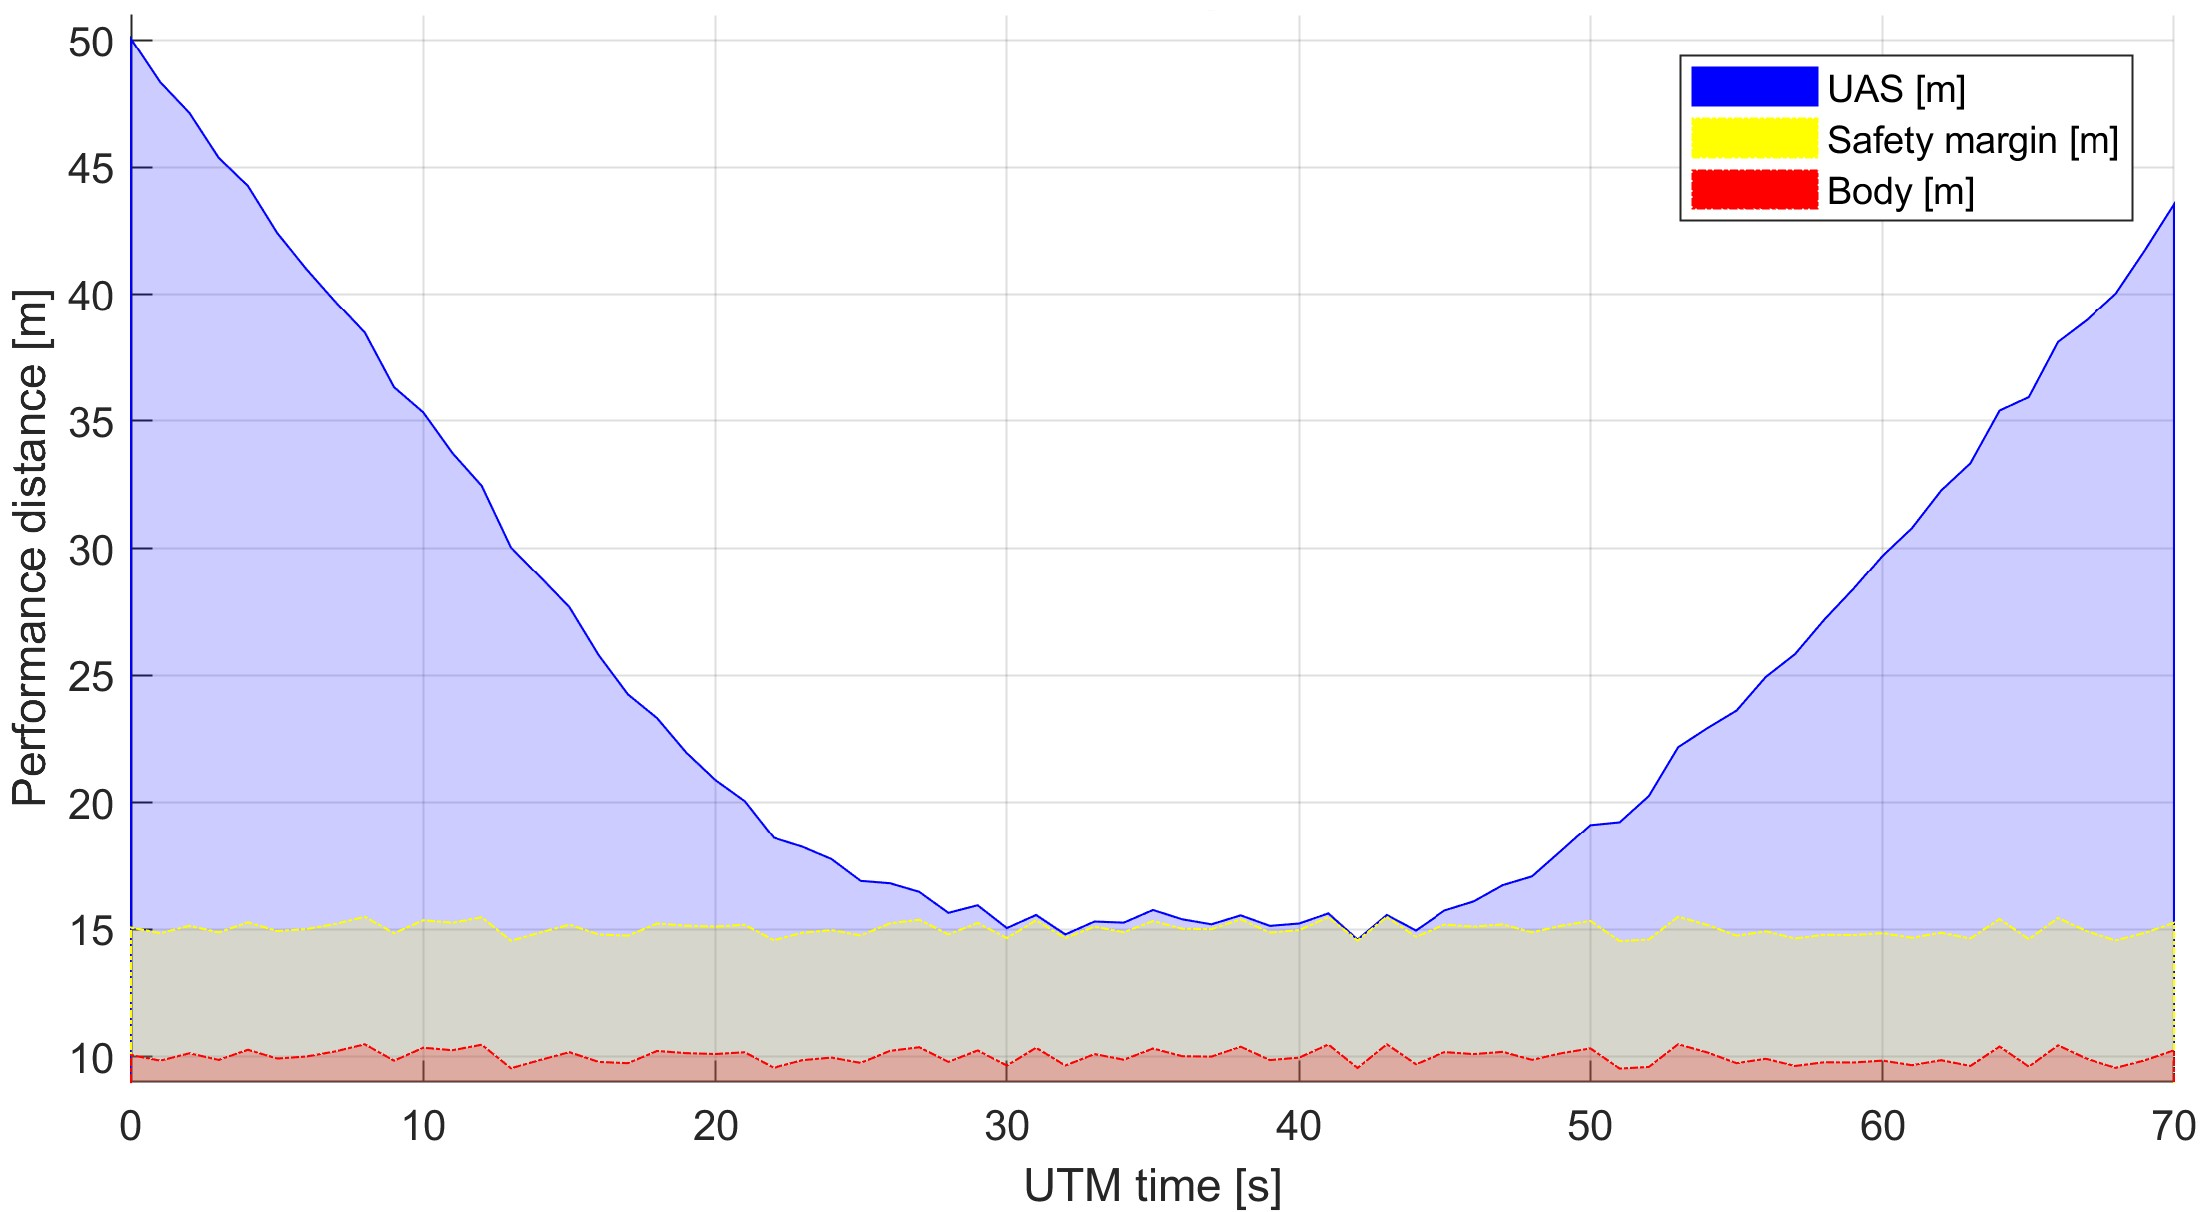 Performance distance [m]
50
45
40
35
30
25
20
15
10
UAS [m]
Safety margin [m]
Body [m]
0 10 20 30 40 50 60 70
UTM time [s]